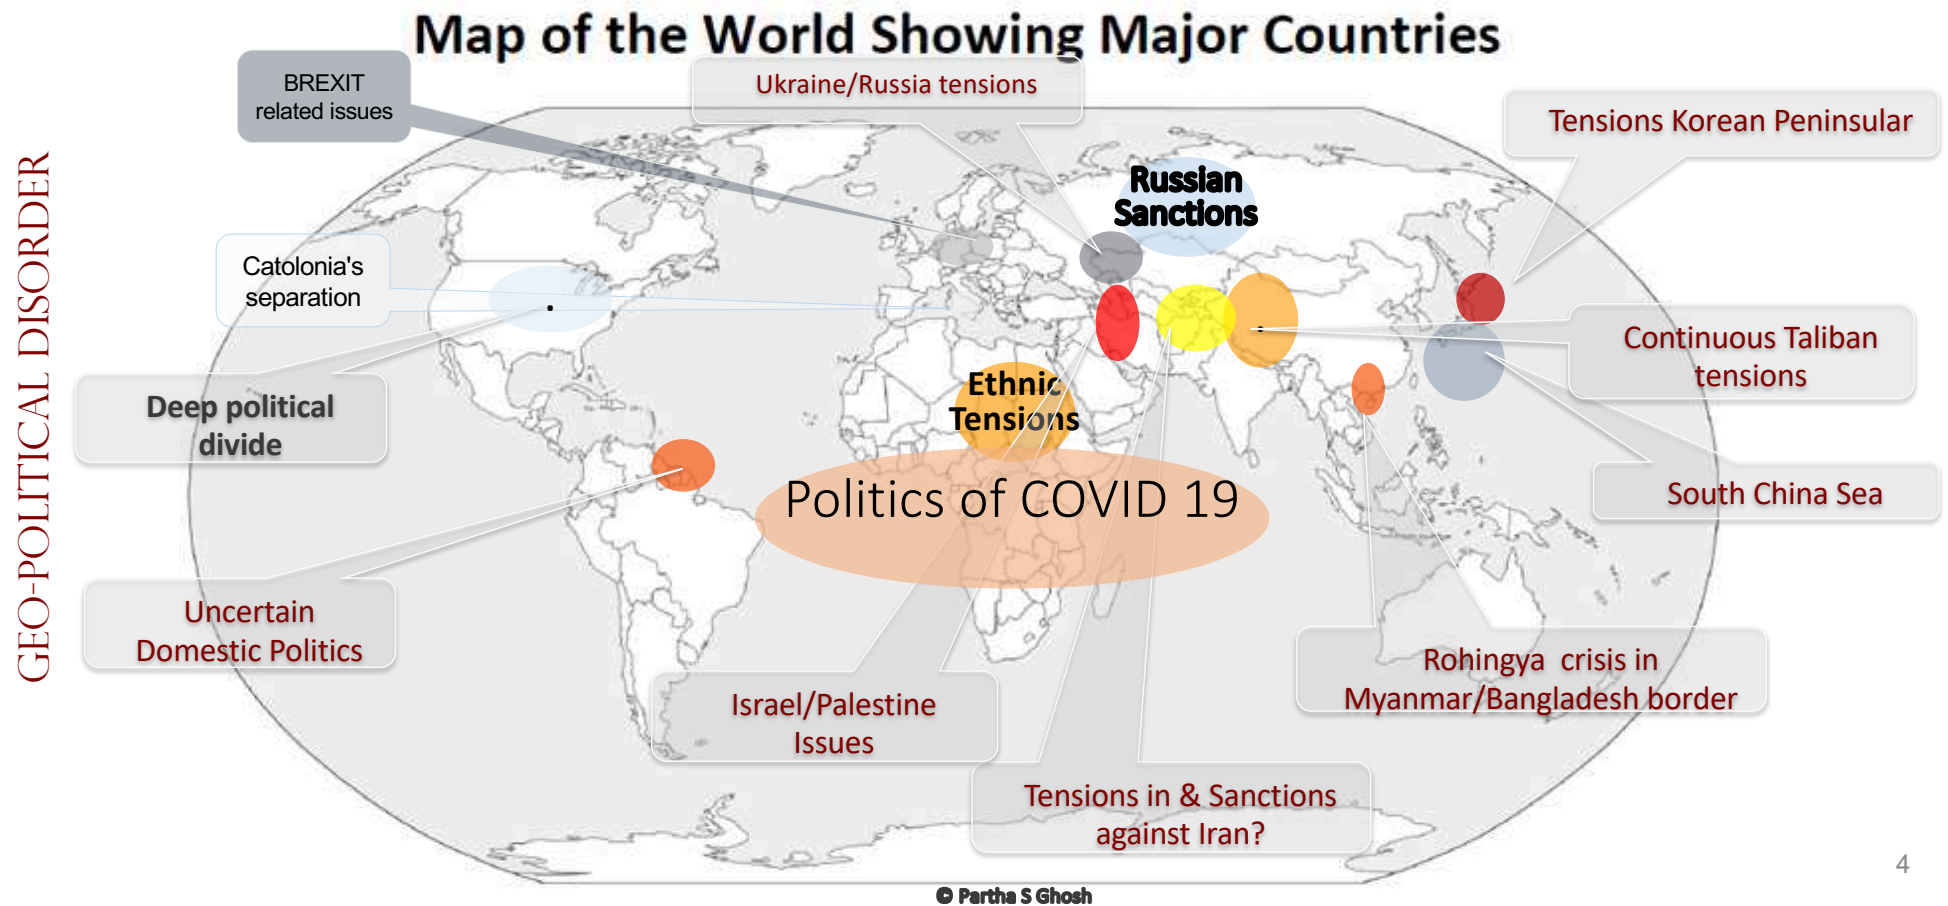 Map of the World Showing Major Countries
GEO-POLITICAL DISORDER
BREXIT
related issues
Ukraine/Russia tensions
Tensions Korean Peninsular
Russian
Sanctions
Catolonia's
separation
Continuous Taliban
tensions
Deep political
divide
Ethnic
Tensions
South China Sea
Politics of COVID 19
Uncertain
Domestic Politics
Israel/Palestine
Issues
Rohingya crisis in
Myanmar/Bangladesh border
Tensions in & Sanctions
against Iran?
4
© Partha S Ghosh